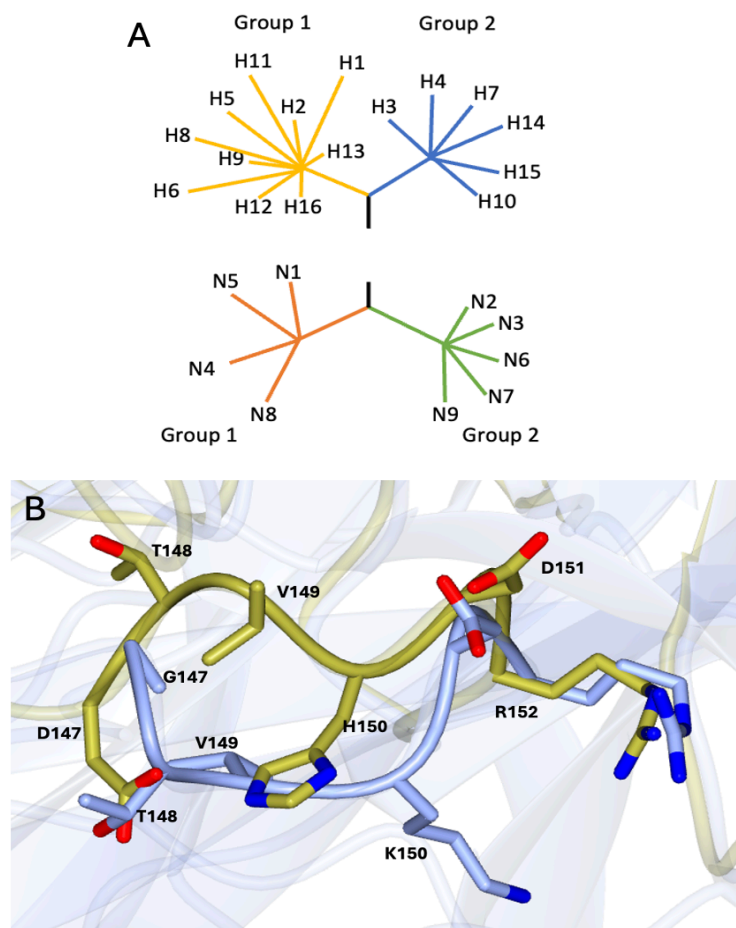 A
Group 1
Group 2
H11
H1
H4
H7
H5
H2
H3
H14
H8
H13
H9
H15
H6
H12
H16
H10
N5
N1
N2
N3
N4
N6
N7
N8
N9
Group 1
Group 2
B
T148
D151
V149
G147
R152
D147
V149
H150
T148
K150